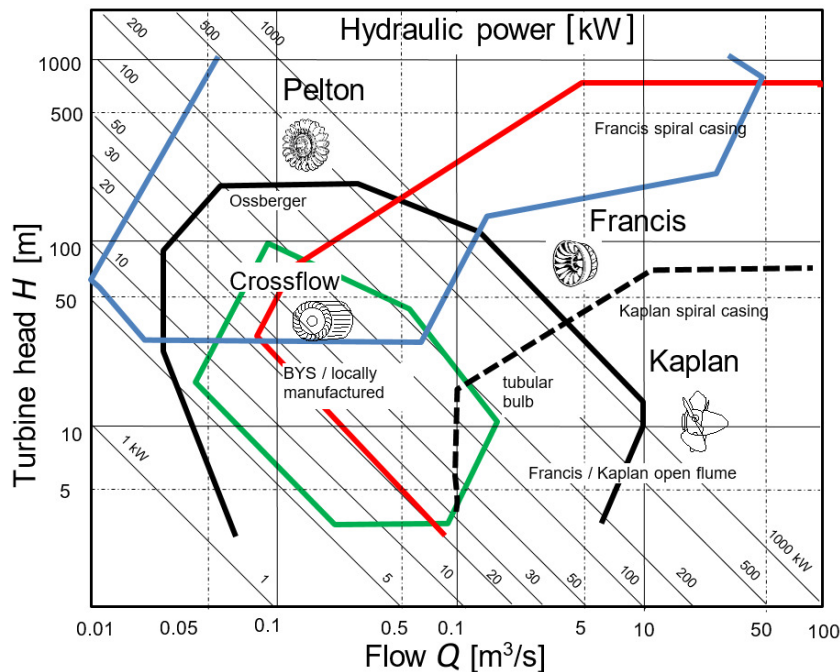 Hydraulic power [kW]
200
500
1000
1000
100
Pelton
500
50
Francis spiral casing
30
20
Ossberger
Francis
100
10
Crossflow
50
Kaplan spiral casing
Kaplan
BYS / locally
manufactured
tubular
bulb
10
1 kW
Francis / Kaplan open flume
5
1000 kW
1
5
10
20
30
50
100
200
500
0.01
0.05
0.1
0.5
0.1
5
10
50
100
Turbine head H [m]
Flow Q [m³/s]